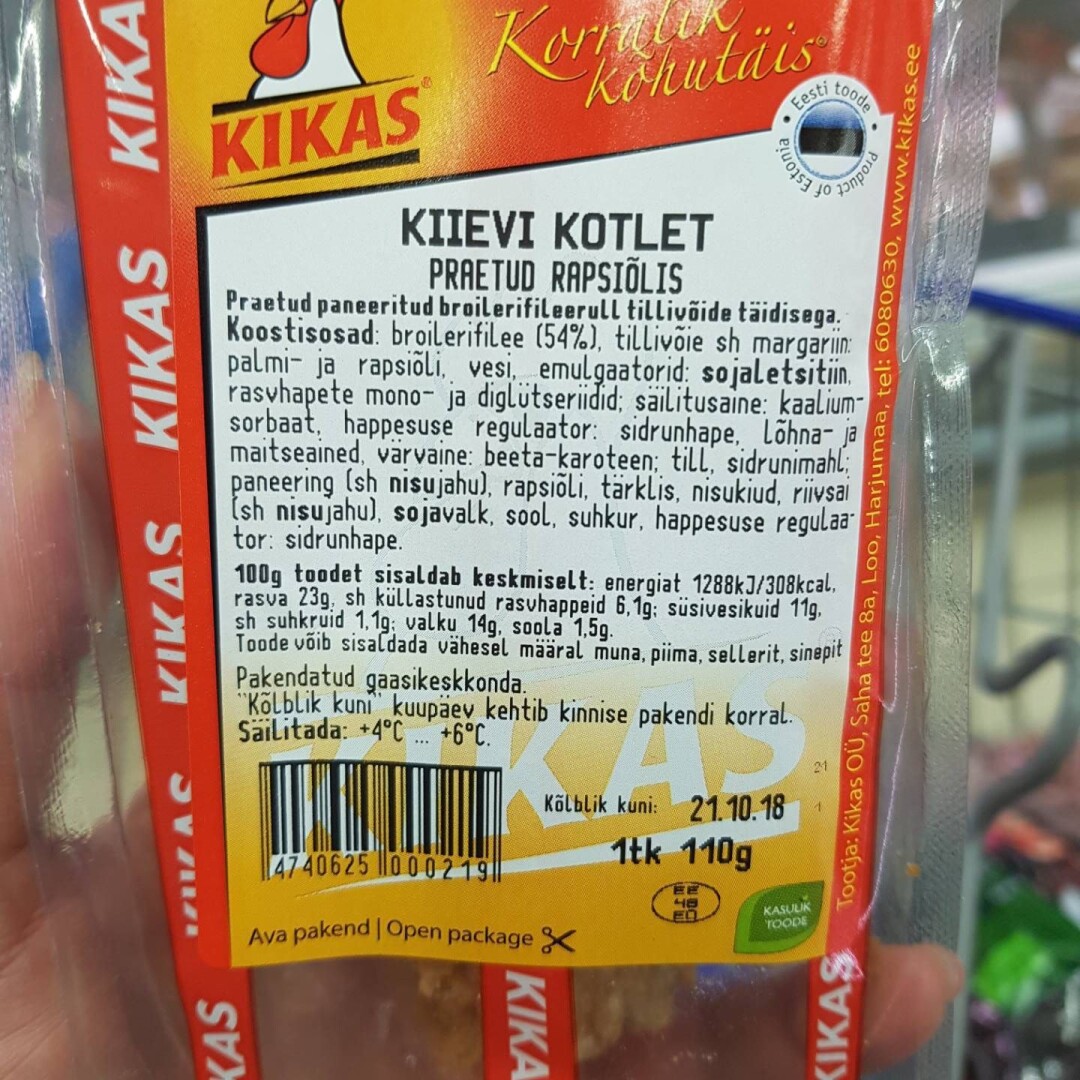 Korralik
kõhutäis®
KIKAS®
• Eesti toode •
product of Estonia
KIIEVI KOTLET
PRAETUD RAPSIÕLIS
Praetud paneeritud broilerifileerull tillivõide täidisega.
Koostisosad: broilerifilee (54%), tillivõie sh margariin:
palmi- ja rapsiõli, vesi, emulgaatorid: sojaletsitiin,
rasvhapete mono- ja diglütseriidid; säilitusaine: kaalium-
sorbaat, happesuse regulaator: sidrunhape, lõhna- ja
maitseained, värvaine: beeta-karoteen; till, sidrunimahl;
paneering (sh nisujahu), rapsiõli, tärklis, nisukiud, riivsai
(sh nisujahu), sojavalk, sool, suhkur, happesuse regulaa-
tor: sidrunhape.
100g toodet sisaldab keskmiselt: energiat 1288kJ/308kcal,
rasva 23g, sh küllastunud rasvhappeid 6,1g; süsivesikuid 11g,
sh suhkruid 1,1g; valku 14g, soola 1,5g.
Toode võib sisaldada vähesel määral muna, piima, sellerit, sinepit
Pakendatud gaasikeskkonda.
"Kõlblik kuni" kuupäev kehtib kinnise pakendi korral.
Säilitada: +4°C ... +6°C.
KIKAS
21
1
Kõlblik kuni: 21.10.18
1tk 110g
4740625 000219
EE
48
EÜ
KASULIK
TOODE
Ava pakend | Open package
Tootja: Kikas OÜ, Saha tee 8a, Loo, Harjumaa, tel: 6080630, www.kikas.ee
KIKA
KIKAS
KIKAS
KIKAS
KAS
KIKA
KIKAS